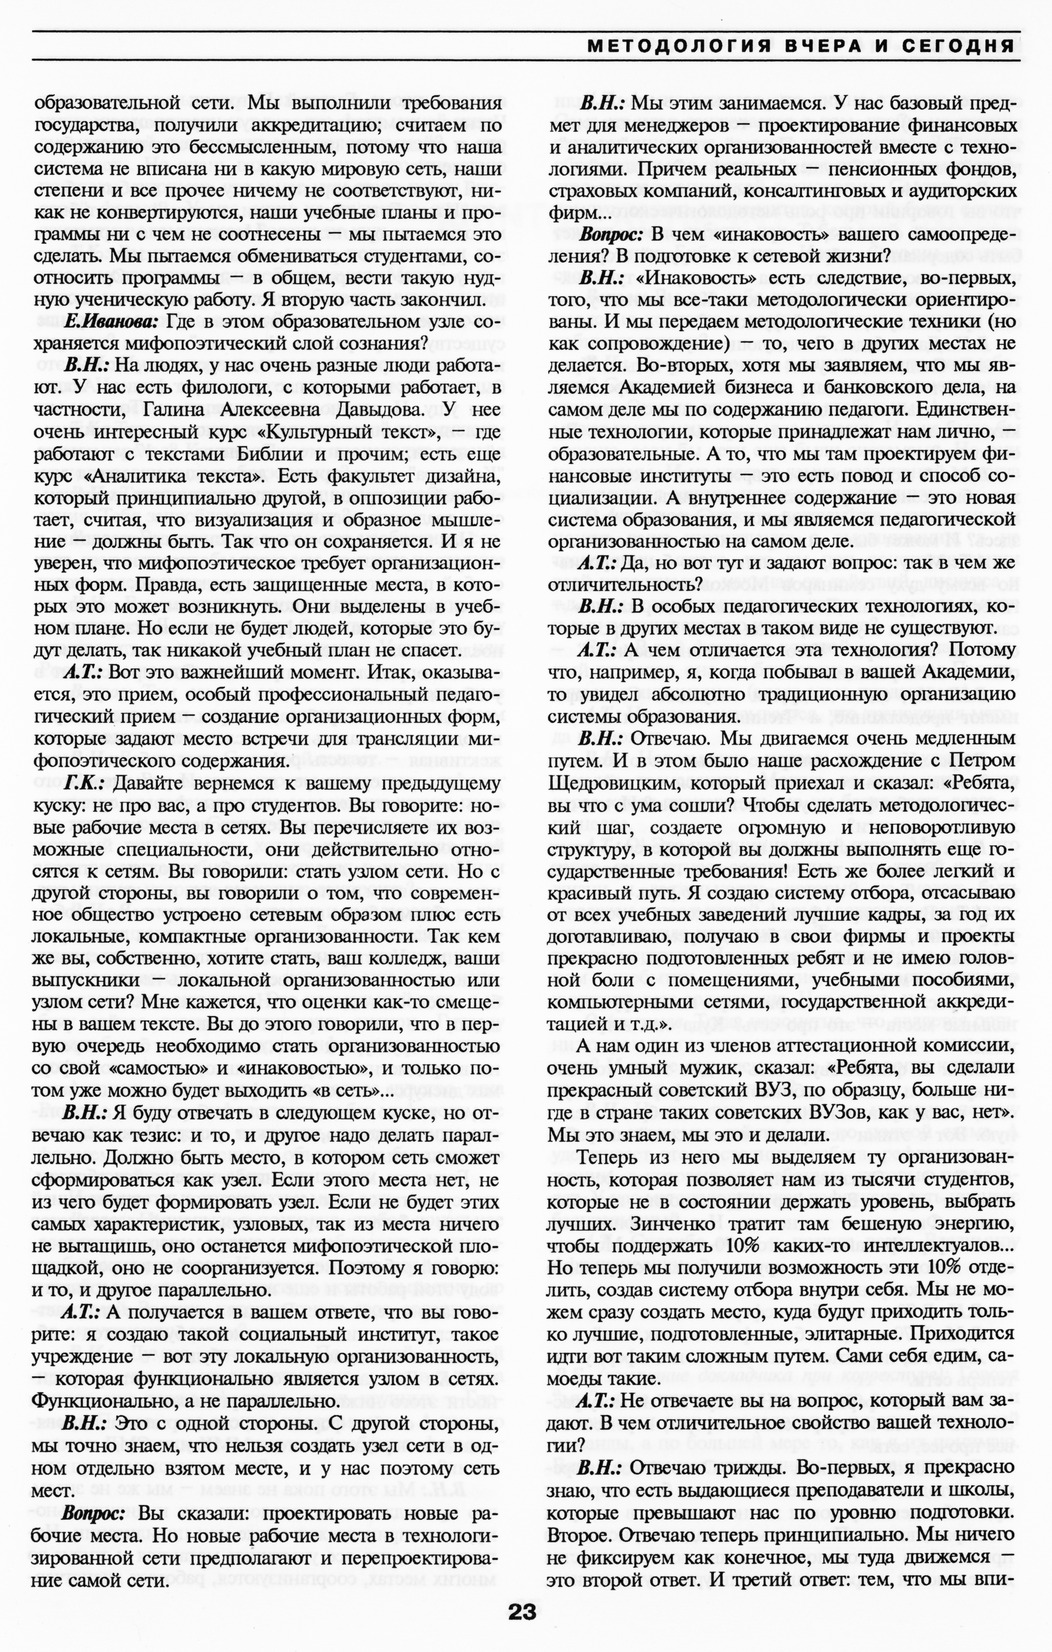 МЕТОДОЛОГИЯ ВЧЕРА И СЕГОДНЯ
образовательной сети. Мы выполнили требования
государства, получили аккредитацию; считаем по
содержанию это бессмысленным, потому что наша
система не вписана ни в какую мировую сеть, наши
степени и все прочее ничему не соответствуют, ни-
как не конвертируются, наши учебные планы и про-
граммы ни с чем не соотнесены — мы пытаемся это
сделать. Мы пытаемся обмениваться студентами, со-
относить программы — в общем, вести такую нуд-
ную ученическую работу. Я вторую часть закончил.
Е.Иванова: Где в этом образовательном узле со-
храняется мифопоэтический слой сознания?
В.Н.: На людях, у нас очень разные люди работа-
ют. У нас есть филологи, с которыми работает, в
частности, Галина Алексеевна Давыдова. У нее
очень интересный курс «Культурный текст», — где
работают с текстами Библии и прочим; есть еще
курс «Аналитика текста». Есть факультет дизайна,
который принципиально другой, в оппозиции рабо-
тает, считая, что визуализация и образное мышле-
ние — должны быть. Так что он сохраняется. И я не
уверен, что мифопоэтическое требует организацион-
ных форм. Правда, есть защищенные места, в кото-
рых это может возникнуть. Они выделены в учеб-
ном плане. Но если не будет людей, которые это бу-
дут делать, так никакой учебный план не спасет.
А.Т.: Вот это важнейший момент. Итак, оказыва-
ется, это прием, особый профессиональный педаго-
гический прием — создание организационных форм,
которые задают место встречи для трансляции ми-
фопоэтического содержания.
Г.К.: Давайте вернемся к вашему предыдущему
куску: не про вас, а про студентов. Вы говорите: но-
вые рабочие места в сетях. Вы перечисляете их воз-
можные специальности, они действительно отно-
сятся к сетям. Вы говорили: стать узлом сети. Но с
другой стороны, вы говорили о том, что современ-
ное общество устроено сетевым образом плюс есть
локальные, компактные организованности. Так кем
же вы, собственно, хотите стать, ваш колледж, ваши
выпускники — локальной организованностью или
узлом сети? Мне кажется, что оценки как-то смеще-
ны в вашем тексте. Вы до этого говорили, что в пер-
вую очередь необходимо стать организованностью
со свой «самостью» и «инаковостью», и только по-
том уже можно будет выходить «в сеть»...
В.Н.: Я буду отвечать в следующем куске, но от-
вечаю как тезис: и то, и другое надо делать парал-
лельно. Должно быть место, в котором сеть сможет
сформироваться как узел. Если этого места нет, не
из чего будет формировать узел. Если не будет этих
самых характеристик, узловых, так из места ничего
не вытащишь, оно останется мифопоэтической пло-
щадкой, оно не соорганизуется. Поэтому я говорю:
и то, и другое параллельно.
А.Т.: А получается в вашем ответе, что вы гово-
рите: я создаю такой социальный институт, такое
учреждение — вот эту локальную организованность,
— которая функционально является узлом в сетях.
Функционально, а не параллельно.
В.Н.: Это с одной стороны. С другой стороны,
мы точно знаем, что нельзя создать узел сети в од-
ном отдельно взятом месте, и у нас поэтому сеть
мест.
Вопрос: Вы сказали: проектировать новые ра-
бочие места. Но новые рабочие места в технологи-
зированной сети предполагают и перепроектирова-
ние самой сети.
В.Н.: Мы этим занимаемся. У нас базовый пред-
мет для менеджеров — проектирование финансовых
и аналитических организованностей вместе с техно-
логиями. Причем реальных — пенсионных фондов,
страховых компаний, консалтинговых и аудиторских
фирм...
Вопрос: В чем «инаковость» вашего самоопреде-
ления? В подготовке к сетевой жизни?
В.Н.: «Инаковость» есть следствие, во-первых,
того, что мы все-таки методологически ориентиро-
ваны. И мы передаем методологические техники (но
как сопровождение) — то, чего в других местах не
делается. Во-вторых, хотя мы заявляем, что мы яв-
ляемся Академией бизнеса и банковского дела, на
самом деле мы по содержанию педагоги. Единствен-
ные технологии, которые принадлежат нам лично, —
образовательные. А то, что мы там проектируем фи-
нансовые институты — это есть повод и способ со-
циализации. А внутреннее содержание — это новая
система образования, и мы являемся педагогической
организованностью на самом деле.
А.Т.: Да, но вот тут и задают вопрос: так в чем же
отличительность?
В.Н.: В особых педагогических технологиях, ко-
торые в других местах в таком виде не существуют.
А.Т.: А чем отличается эта технология? Потому
что, например, я, когда побывал в вашей Академии,
то увидел абсолютно традиционную организацию
системы образования.
В.Н.: Отвечаю. Мы двигаемся очень медленным
путем. И в этом было наше расхождение с Петром
Щедровицким, который приехал и сказал: «Ребята,
вы что с ума сошли? Чтобы сделать методологичес-
кий шаг, создаете огромную и неповоротливую
структуру, в которой вы должны выполнять еще го-
сударственные требования! Есть же более легкий и
красивый путь. Я создаю систему отбора, отсасываю
от всех учебных заведений лучшие кадры, за год их
доготавливаю, получаю в свои фирмы и проекты
прекрасно подготовленных ребят и не имею голов-
ной боли с помещениями, учебными пособиями,
компьютерными сетями, государственной аккреди-
тацией и т.д.».
А нам один из членов аттестационной комиссии,
очень умный мужик, сказал: «Ребята, вы сделали
прекрасный советский ВУЗ, по образцу, больше ни-
где в стране таких советских ВУЗов, как у вас, нет».
Мы это знаем, мы это и делали.
Теперь из него мы выделяем ту организован-
ность, которая позволяет нам из тысячи студентов,
которые не в состоянии держать уровень, выбрать
лучших. Зинченко тратит там бешеную энергию,
чтобы поддержать 10% каких-то интеллектуалов...
Но теперь мы получили возможность эти 10% отде-
лить, создав систему отбора внутри себя. Мы не мо-
жем сразу создать место, куда будут приходить толь-
ко лучшие, подготовленные, элитарные. Приходится
идти вот таким сложным путем. Сами себя едим, са-
моеды такие.
А.Т.: Не отвечаете вы на вопрос, который вам за-
дают. В чем отличительное свойство вашей техноло-
гии?
В.Н.: Отвечаю трижды. Во-первых, я прекрасно
знаю, что есть выдающиеся преподаватели и школы,
которые превышают нас по уровню подготовки.
Второе. Отвечаю теперь принципиально. Мы ничего
не фиксируем как конечное, мы туда движемся —
это второй ответ. И третий ответ: тем, что мы впи-
23